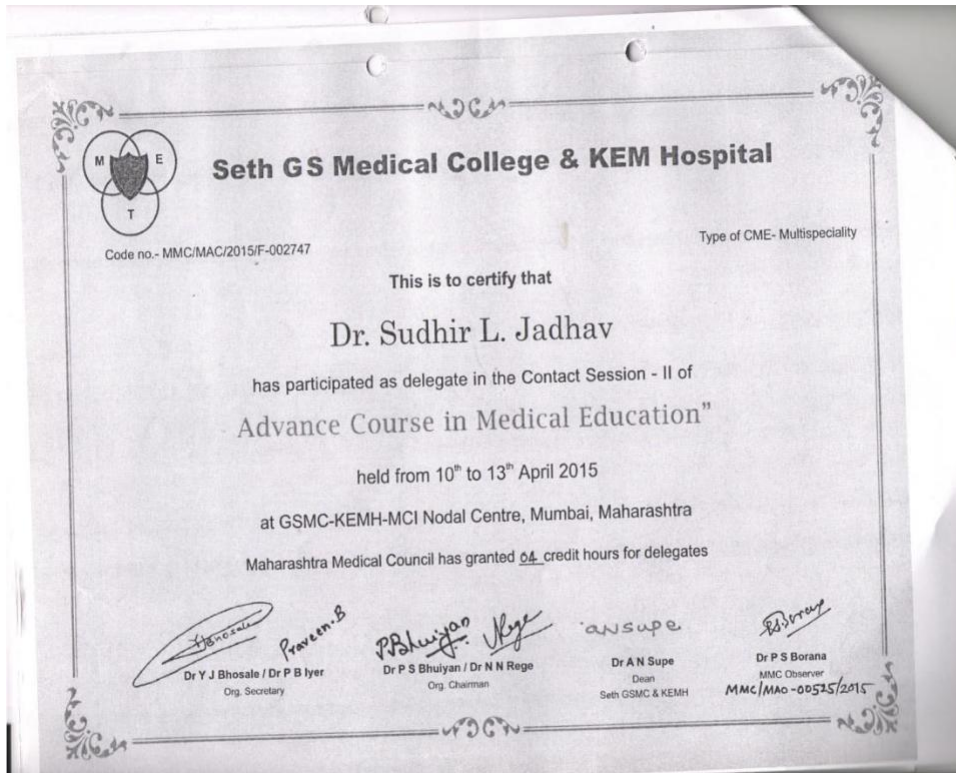 M E
T
Seth GS Medical College & KEM Hospital
Code no.- MMC/MAC/2015/F-002747
Type of CME- Multispeciality
This is to certify that
Dr. Sudhir L. Jadhav
has participated as delegate in the Contact Session - II of
Advance Course in Medical Education"
held from 10th to 13th April 2015
at GSMC-KEMH-MCI Nodal Centre, Mumbai, Maharashtra
Maharashtra Medical Council has granted 04 credit hours for delegates
YBhosale Praveen.B PBhuiyan Rege ansupe PSBorana
Dr Y J Bhosale / Dr P B Iyer
Org. Secretary
Dr P S Bhuiyan / Dr N N Rege
Org. Chairman
Dr A N Supe
Dean
Seth GSMC & KEMH
Dr P S Borana
MMC Observer
MMC/MAO-00525/2015